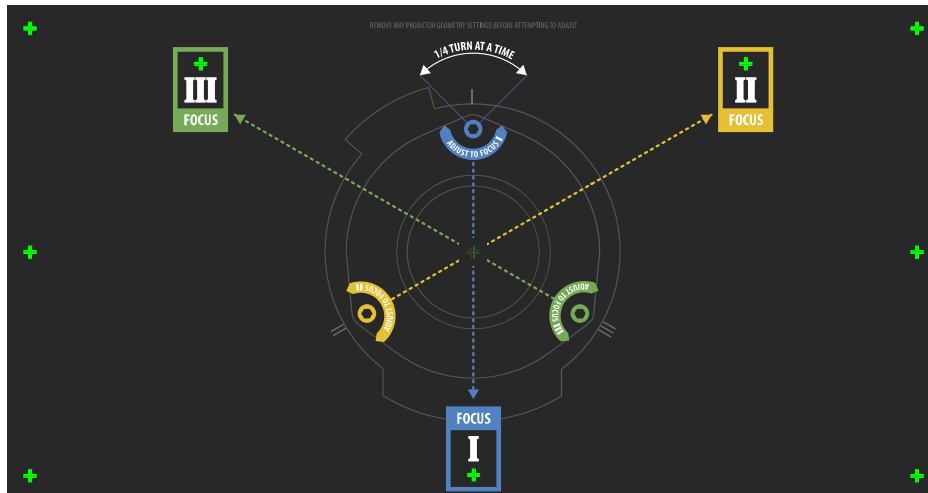 REMOVE ANY PROJECTOR GEOMETRY SETTINGS BEFORE ATTEMPTING TO ADJUST
1/4 TURN AT A TIME
III
FOCUS
II
FOCUS
ADJUST TO FOCUS I
ADJUST TO FOCUS II
ADJUST TO FOCUS III
FOCUS
I